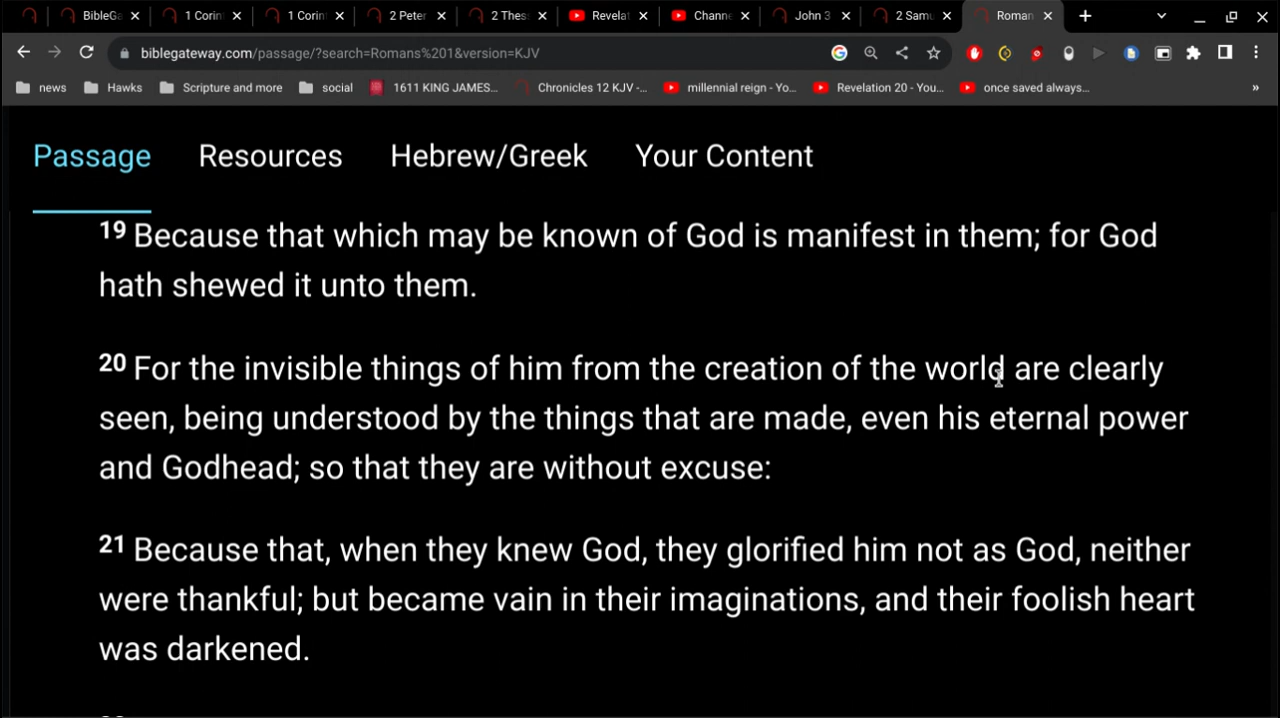 BibleGa
1 Corin
1 Corin
2 Peter
2 Thes
Revelat
Chann
John 3
2 Samu
Roman
biblegateway.com/passage/?search=Romans%201&version=KJV
news Hawks Scripture and more social 1611 KING JAMES... Chronicles 12 KJV -... millennial reign - Yo... Revelation 20 - You... once saved always... »
Passage Resources Hebrew/Greek Your Content
19 Because that which may be known of God is manifest in them; for God
hath shewed it unto them.
20 For the invisible things of him from the creation of the world are clearly
seen, being understood by the things that are made, even his eternal power
and Godhead; so that they are without excuse:
21 Because that, when they knew God, they glorified him not as God, neither
were thankful; but became vain in their imaginations, and their foolish heart
was darkened.